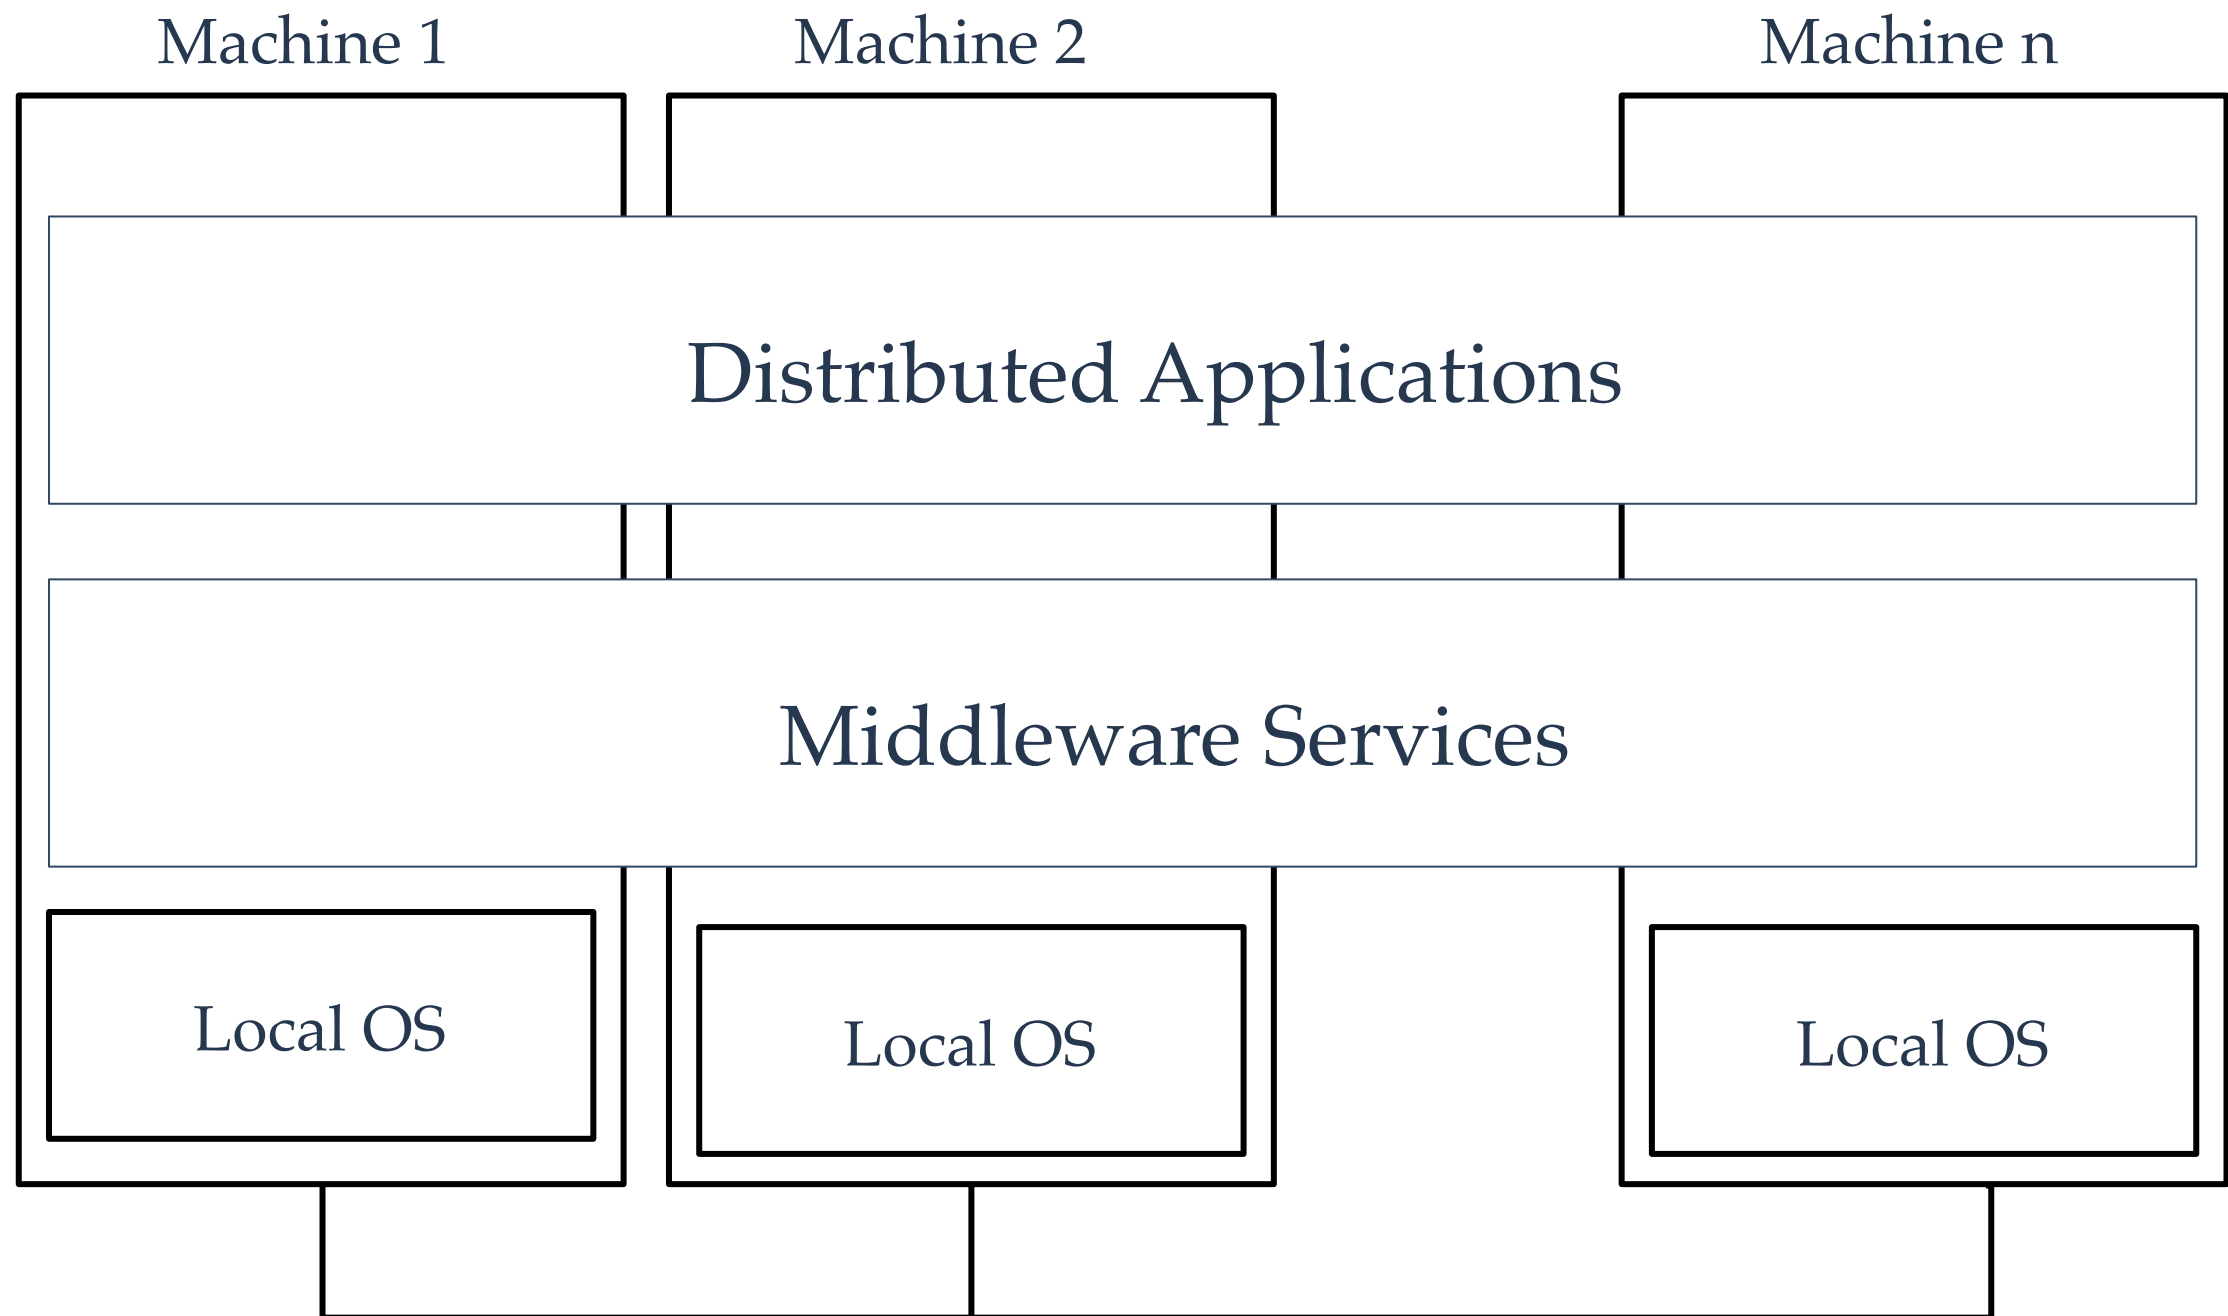 Machine 1
Machine 2
Machine n
Distributed Applications
Middleware Services
Local OS
Local OS
Local OS